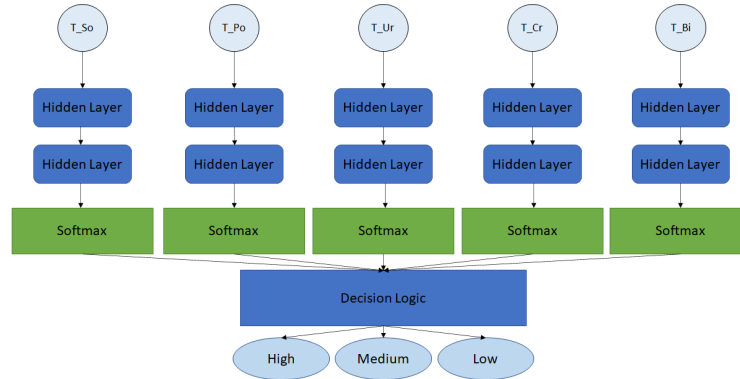 T_So
T_Po
T_Ur
T_Cr
T_Bi
Hidden Layer
Hidden Layer
Hidden Layer
Hidden Layer
Hidden Layer
Hidden Layer
Hidden Layer
Hidden Layer
Hidden Layer
Hidden Layer
Softmax
Softmax
Softmax
Softmax
Softmax
Decision Logic
High
Medium
Low